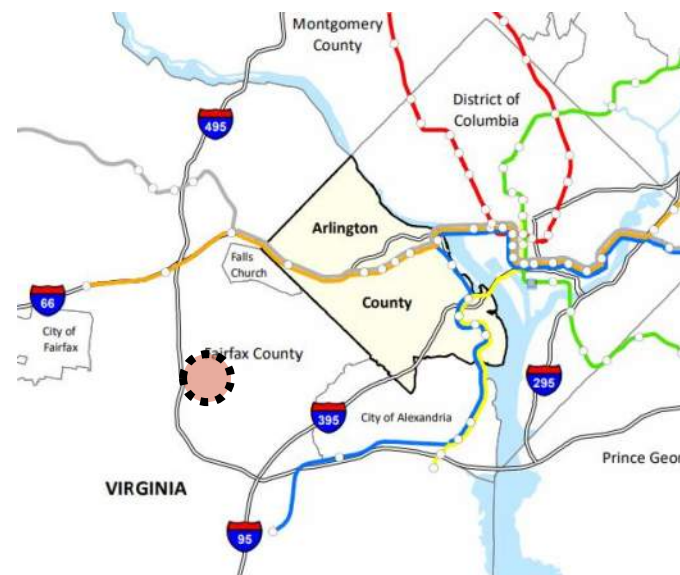 Montgomery
County
495
District of
Columbia
Arlington
Falls
Church
66
County
City of
Fairfax
Fairfax County
295
395
City of Alexandria
Prince Geor
VIRGINIA
95